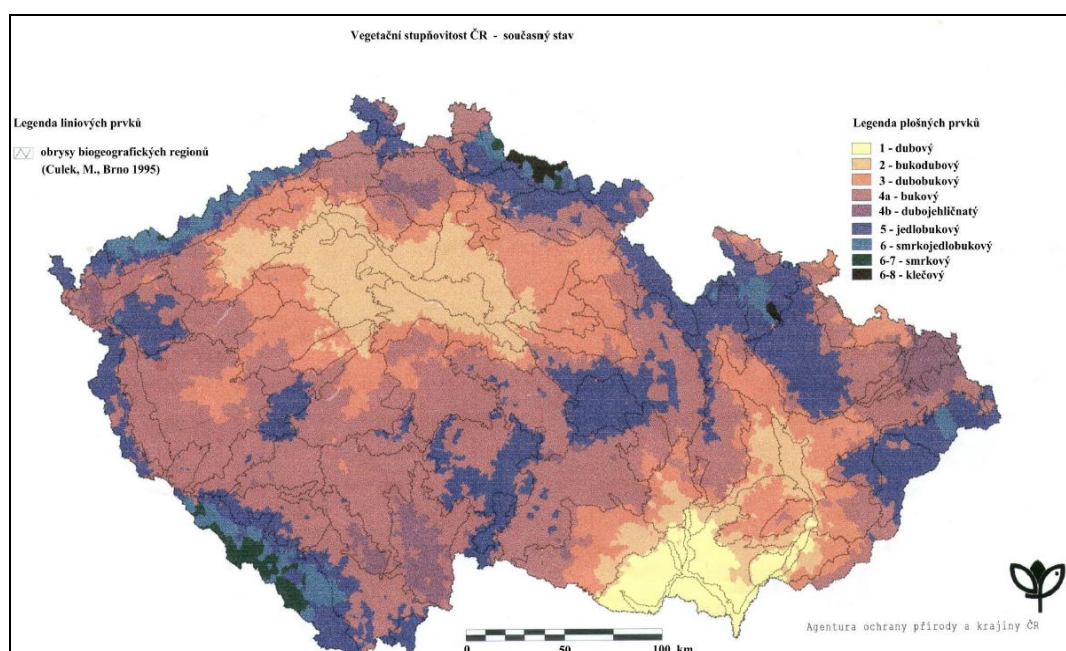 Vegetační stupňovitost ČR - současný stav
Legenda liniových prvků
obrysy biogeografických regionů
(Culek, M., Brno 1995)
Legenda plošných prvků
1 - dubový
2 - bukodubový
3 - dubobukový
4a - bukový
4b - dubojehličnatý
5 - jedlobukový
6 - smrkojedlobukový
6-7 - smrkový
6-8 - klečový
0 50 100 km
Agentura ochrany přírody a krajiny ČR